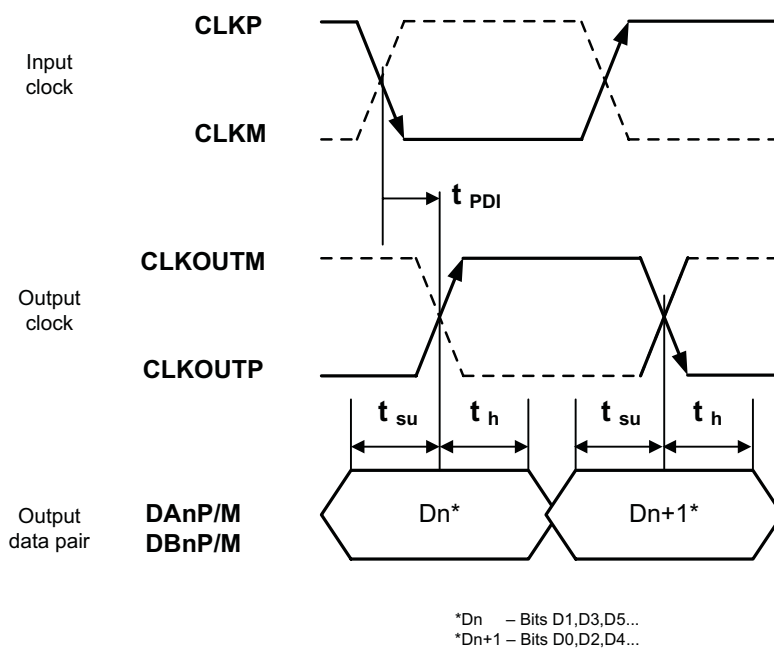 CLKP
Input
clock
CLKM
t PDI
CLKOUTM
Output
clock
CLKOUTP
t su t h t su t h
Output
data pair
DAnP/M
DBnP/M
Dn* Dn+1*
*Dn – Bits D1,D3,D5...
*Dn+1 – Bits D0,D2,D4...